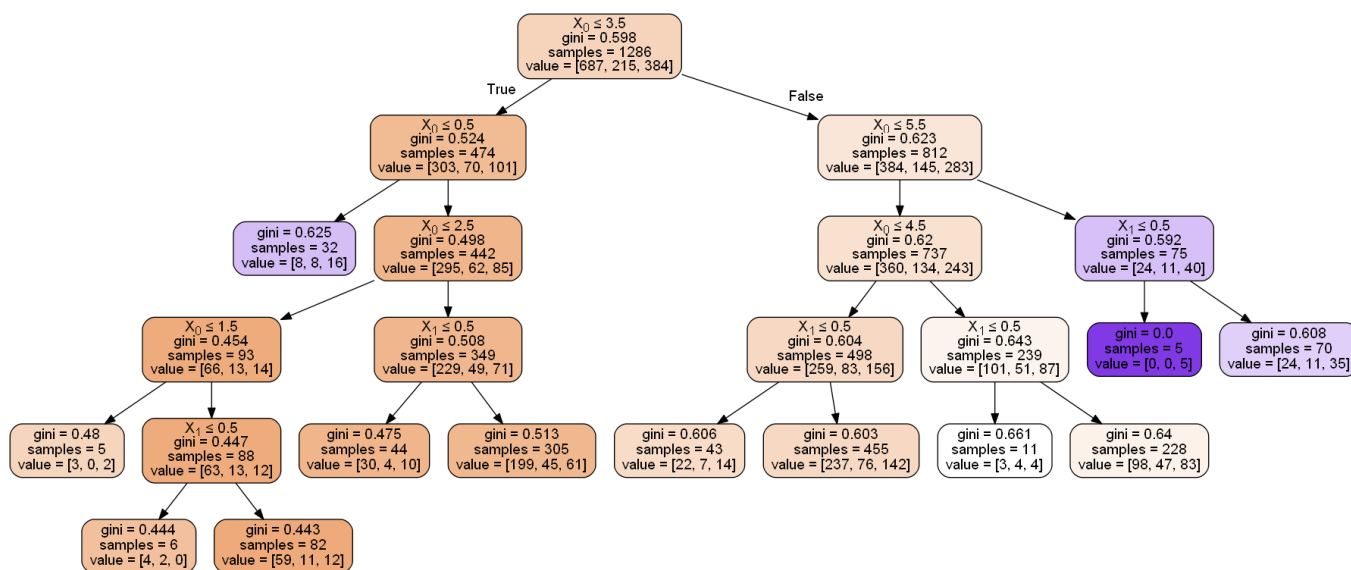 X₀ ≤ 3.5
gini = 0.598
samples = 1286
value = [687, 215, 384]
True
False
X₀ ≤ 0.5
gini = 0.524
samples = 474
value = [303, 70, 101]
X₀ ≤ 5.5
gini = 0.623
samples = 812
value = [384, 145, 283]
gini = 0.625
samples = 32
value = [8, 8, 16]
X₀ ≤ 2.5
gini = 0.498
samples = 442
value = [295, 62, 85]
X₀ ≤ 4.5
gini = 0.62
samples = 737
value = [360, 134, 243]
X₁ ≤ 0.5
gini = 0.592
samples = 75
value = [24, 11, 40]
X₀ ≤ 1.5
gini = 0.454
samples = 93
value = [66, 13, 14]
X₁ ≤ 0.5
gini = 0.508
samples = 349
value = [229, 49, 71]
X₁ ≤ 0.5
gini = 0.604
samples = 498
value = [259, 83, 156]
X₁ ≤ 0.5
gini = 0.643
samples = 239
value = [101, 51, 87]
gini = 0.0
samples = 5
value = [0, 0, 5]
gini = 0.608
samples = 70
value = [24, 11, 35]
gini = 0.48
samples = 5
value = [3, 0, 2]
X₁ ≤ 0.5
gini = 0.447
samples = 88
value = [63, 13, 12]
gini = 0.475
samples = 44
value = [30, 4, 10]
gini = 0.513
samples = 305
value = [199, 45, 61]
gini = 0.606
samples = 43
value = [22, 7, 14]
gini = 0.603
samples = 455
value = [237, 76, 142]
gini = 0.661
samples = 11
value = [3, 4, 4]
gini = 0.64
samples = 228
value = [98, 47, 83]
gini = 0.444
samples = 6
value = [4, 2, 0]
gini = 0.443
samples = 82
value = [59, 11, 12]